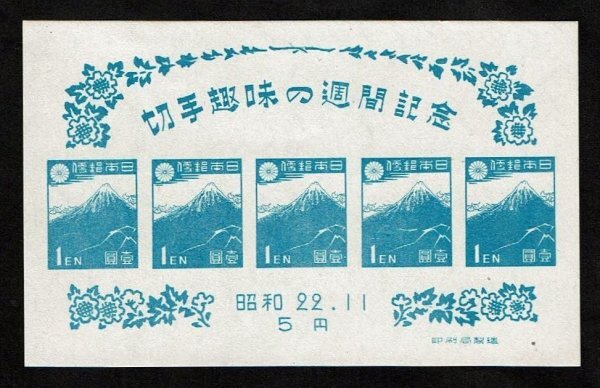 切手趣味の週間記念
便郵本日 便郵本日 便郵本日 便郵本日 便郵本日
1EN 圓壹 1EN 圓壹 1EN 圓壹 1EN 圓壹 1EN 圓壹
昭和 22.11
5 円
印刷局製造